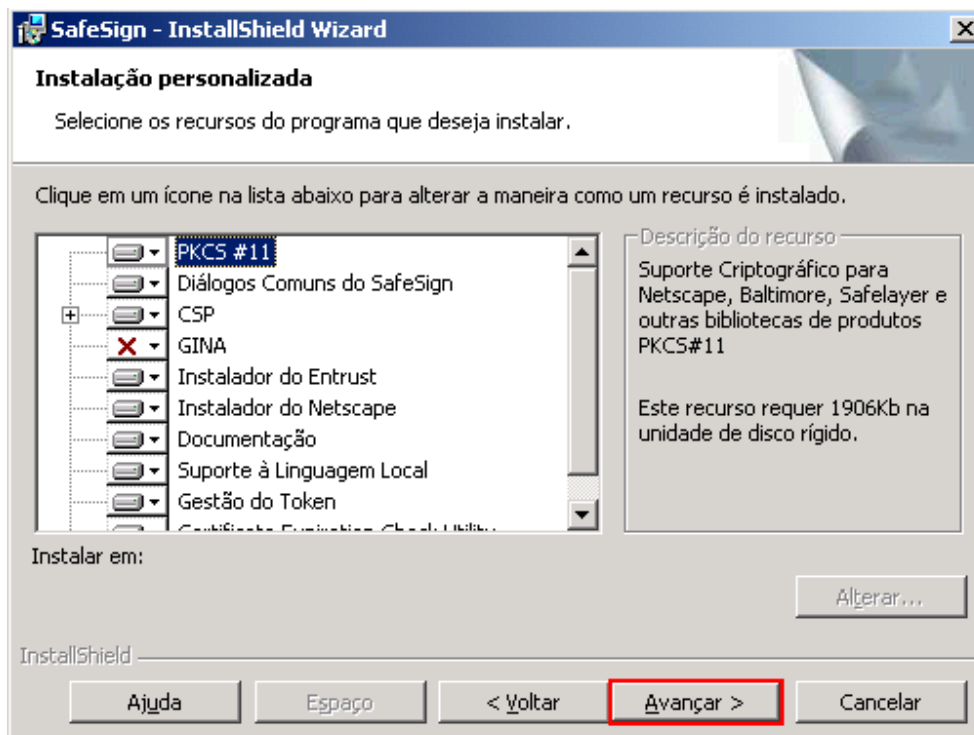 SafeSign - InstallShield Wizard
Instalação personalizada
Selecione os recursos do programa que deseja instalar.
Clique em um ícone na lista abaixo para alterar a maneira como um recurso é instalado.
PKCS #11
Diálogos Comuns do SafeSign
CSP
GINA
Instalador do Entrust
Instalador do Netscape
Documentação
Suporte à Linguagem Local
Gestão do Token
Certificate Expiration Check Utility
Descrição do recurso
Suporte Criptográfico para
Netscape, Baltimore, Safelayer e
outras bibliotecas de produtos
PKCS#11
Este recurso requer 1906Kb na
unidade de disco rígido.
Instalar em:
Alterar...
InstallShield
Ajuda
Espaço
< Voltar
Avançar >
Cancelar